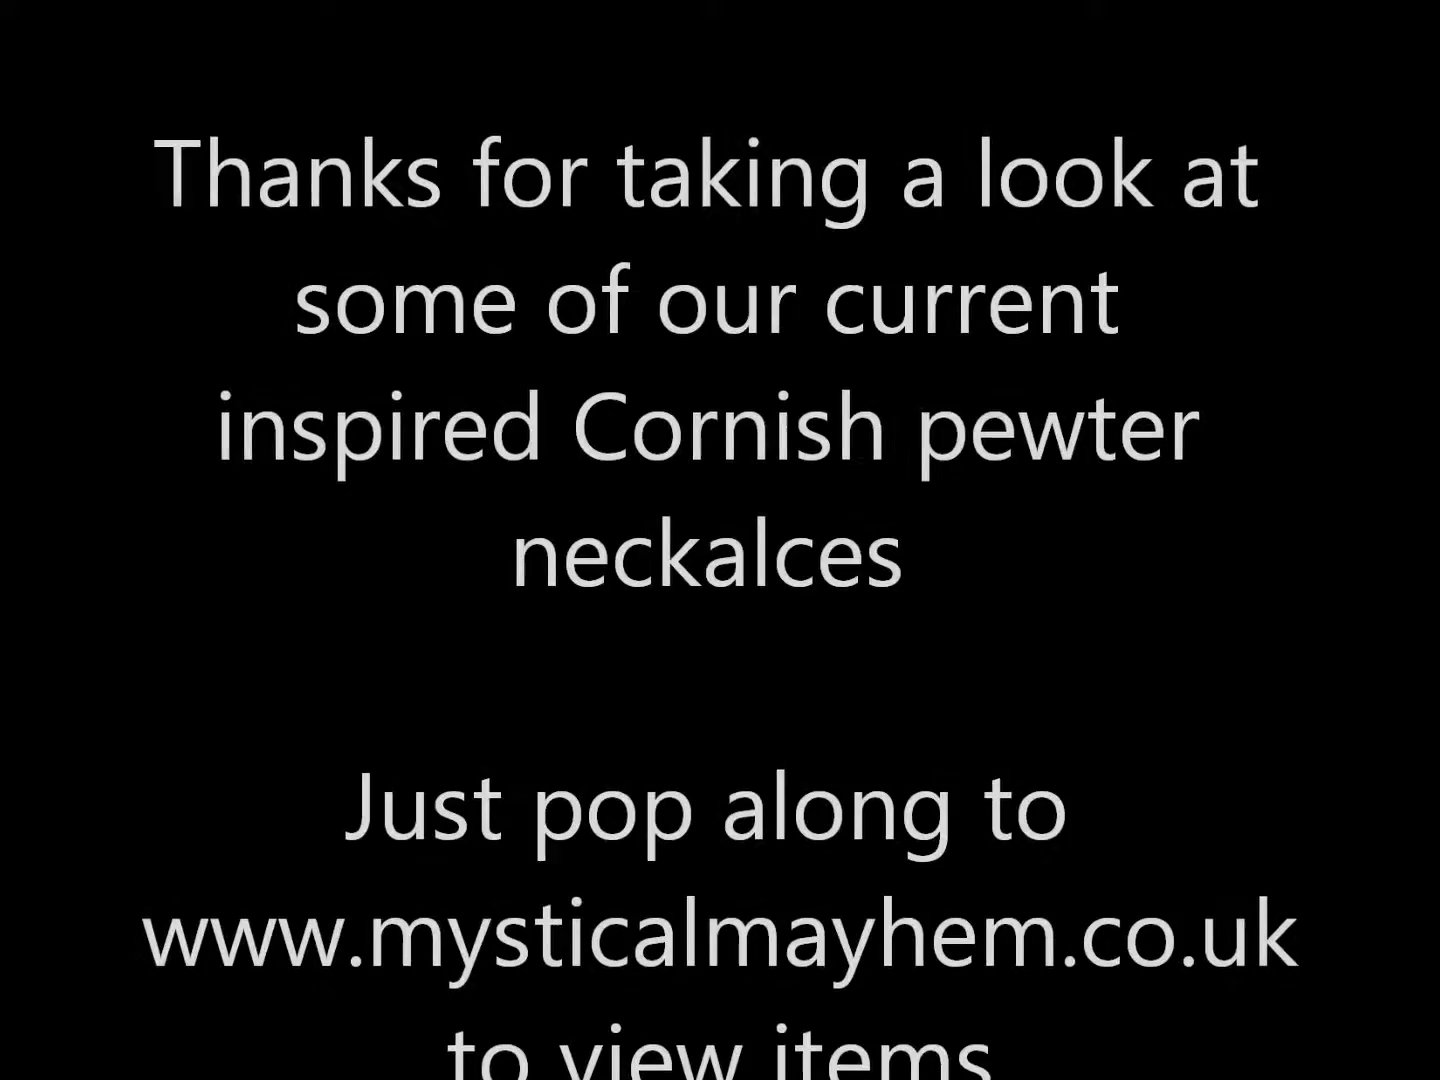 Thanks for taking a look at
some of our current
inspired Cornish pewter
neckalces
Just pop along to
www.mysticalmayhem.co.uk
to view items